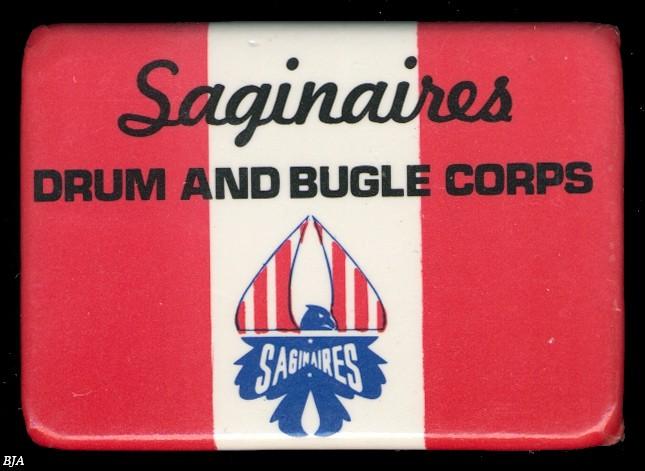 Saginaires
DRUM AND BUGLE CORPS
SAGINAIRES
BJA